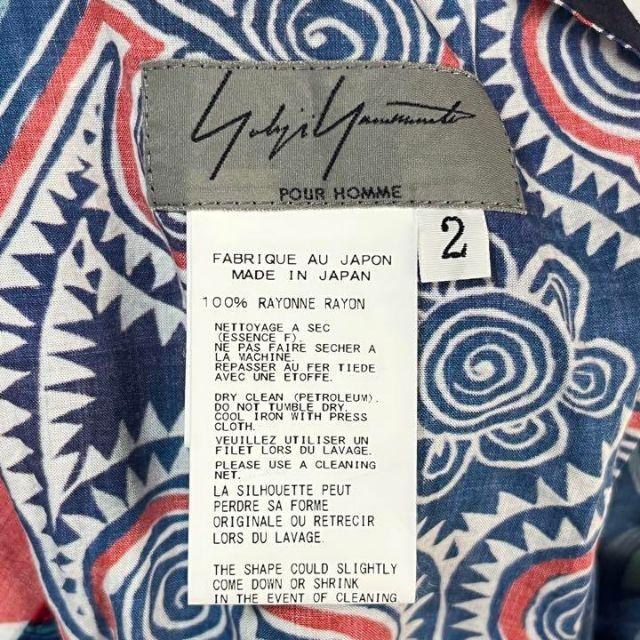 Yohji Yamamoto
POUR HOMME
2
FABRIQUE AU JAPON
MADE IN JAPAN
100% RAYONNE RAYON
NETTOYAGE A SEC
(ESSENCE F).
NE PAS FAIRE SECHER A
LA MACHINE.
REPASSER AU FER TIEDE
AVEC UNE ETOFFE.
DRY CLEAN (PETROLEUM).
DO NOT TUMBLE DRY.
COOL IRON WITH PRESS
CLOTH.
VEUILLEZ UTILISER UN
FILET LORS DU LAVAGE.
PLEASE USE A CLEANING
NET.
LA SILHOUETTE PEUT
PERDRE SA FORME
ORIGINALE OU RETRECIR
LORS DU LAVAGE.
THE SHAPE COULD SLIGHTLY
COME DOWN OR SHRINK
IN THE EVENT OF CLEANING